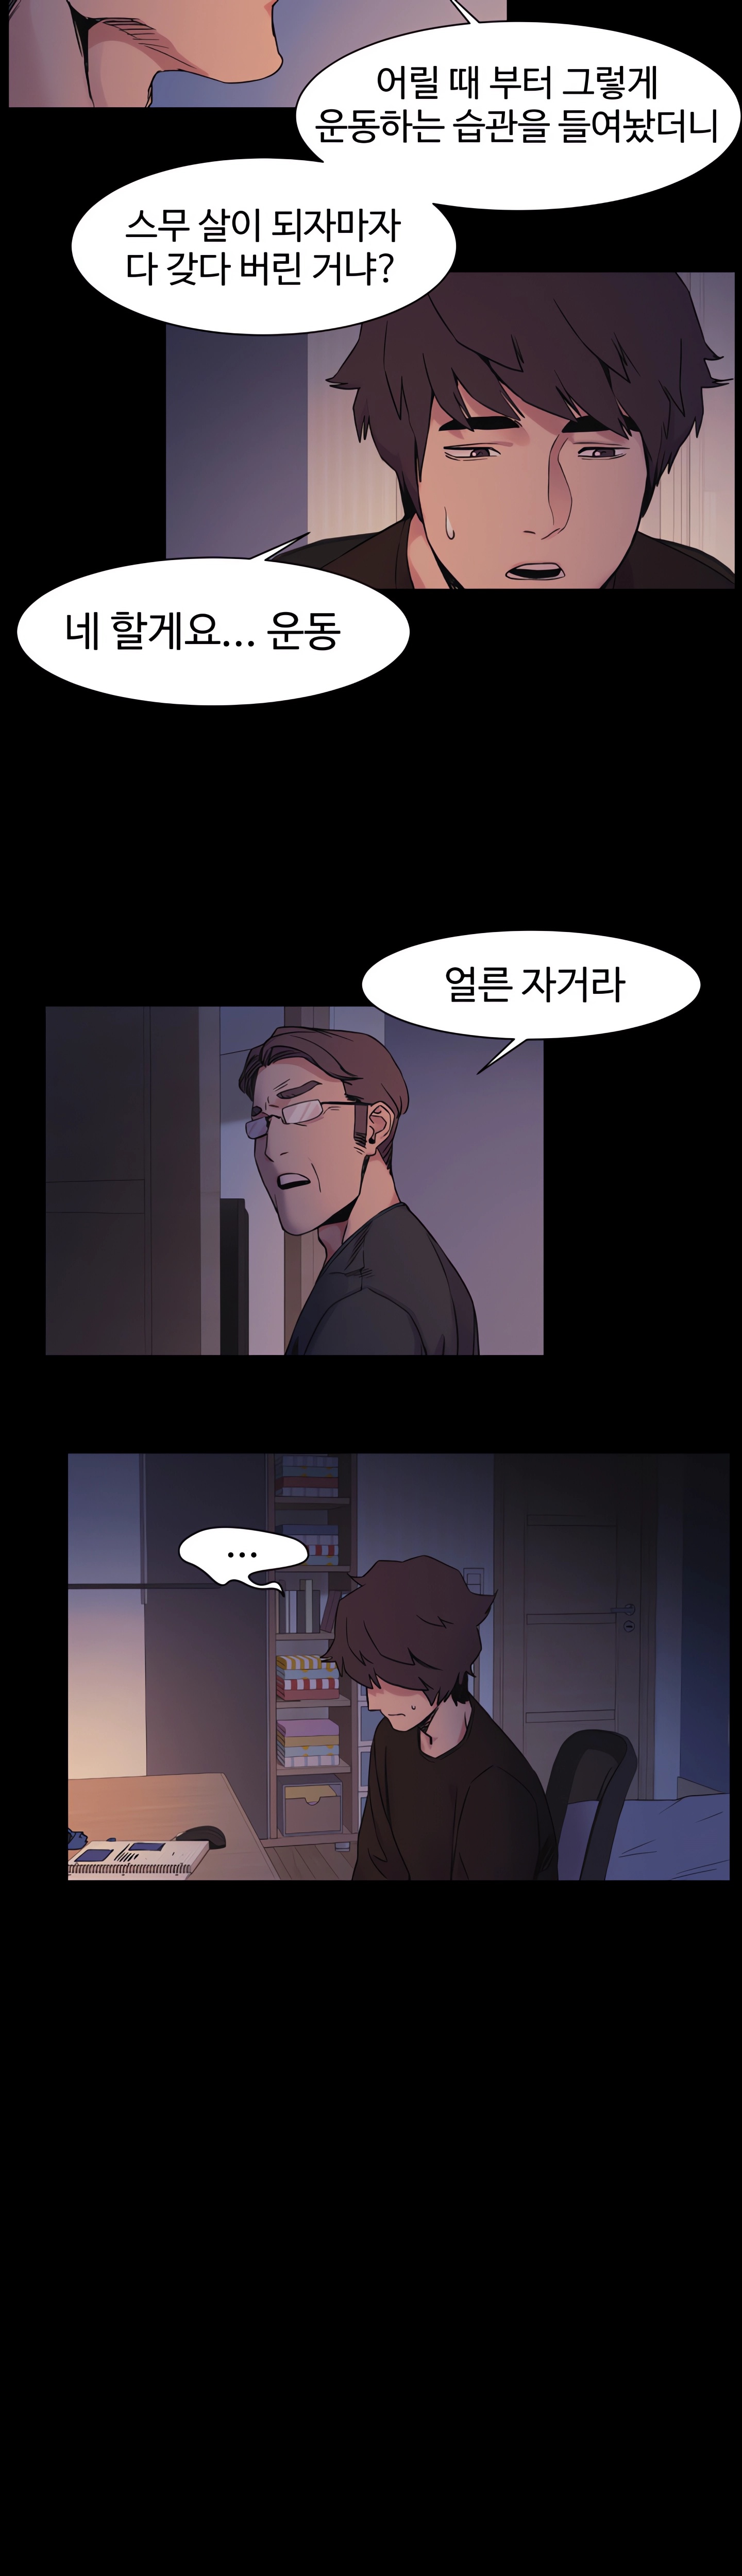 어릴 때 부터 그렇게
운동하는 습관을 들여놨더니
스무 살이 되자마자
다 갖다 버린 거냐?
네 할게요... 운동
얼른 자거라
...